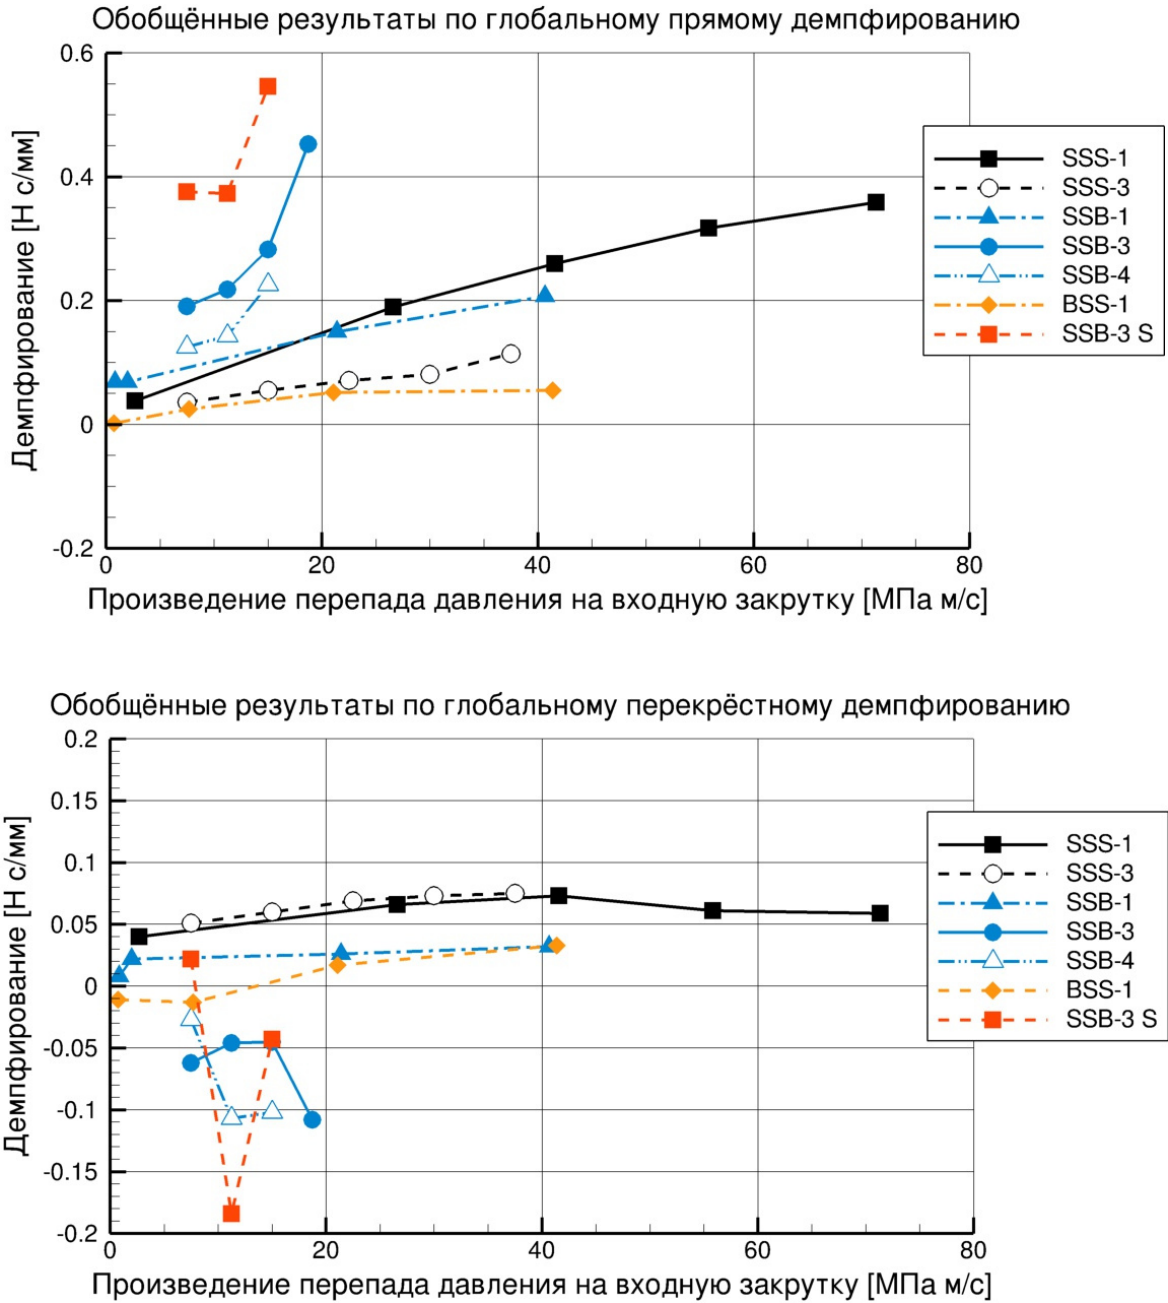 Обобщённые результаты по глобальному прямому демпфированию
0.6
0.4
0.2
0
-0.2
Демпфирование [Н с/мм]
0 20 40 60 80
Произведение перепада давления на входную закрутку [МПа м/с]
SSS-1
SSS-3
SSB-1
SSB-3
SSB-4
BSS-1
SSB-3 S
Обобщённые результаты по глобальному перекрёстному демпфированию
0.2
0.15
0.1
0.05
0
-0.05
-0.1
-0.15
-0.2
Демпфирование [Н с/мм]
0 20 40 60 80
Произведение перепада давления на входную закрутку [МПа м/с]
SSS-1
SSS-3
SSB-1
SSB-3
SSB-4
BSS-1
SSB-3 S